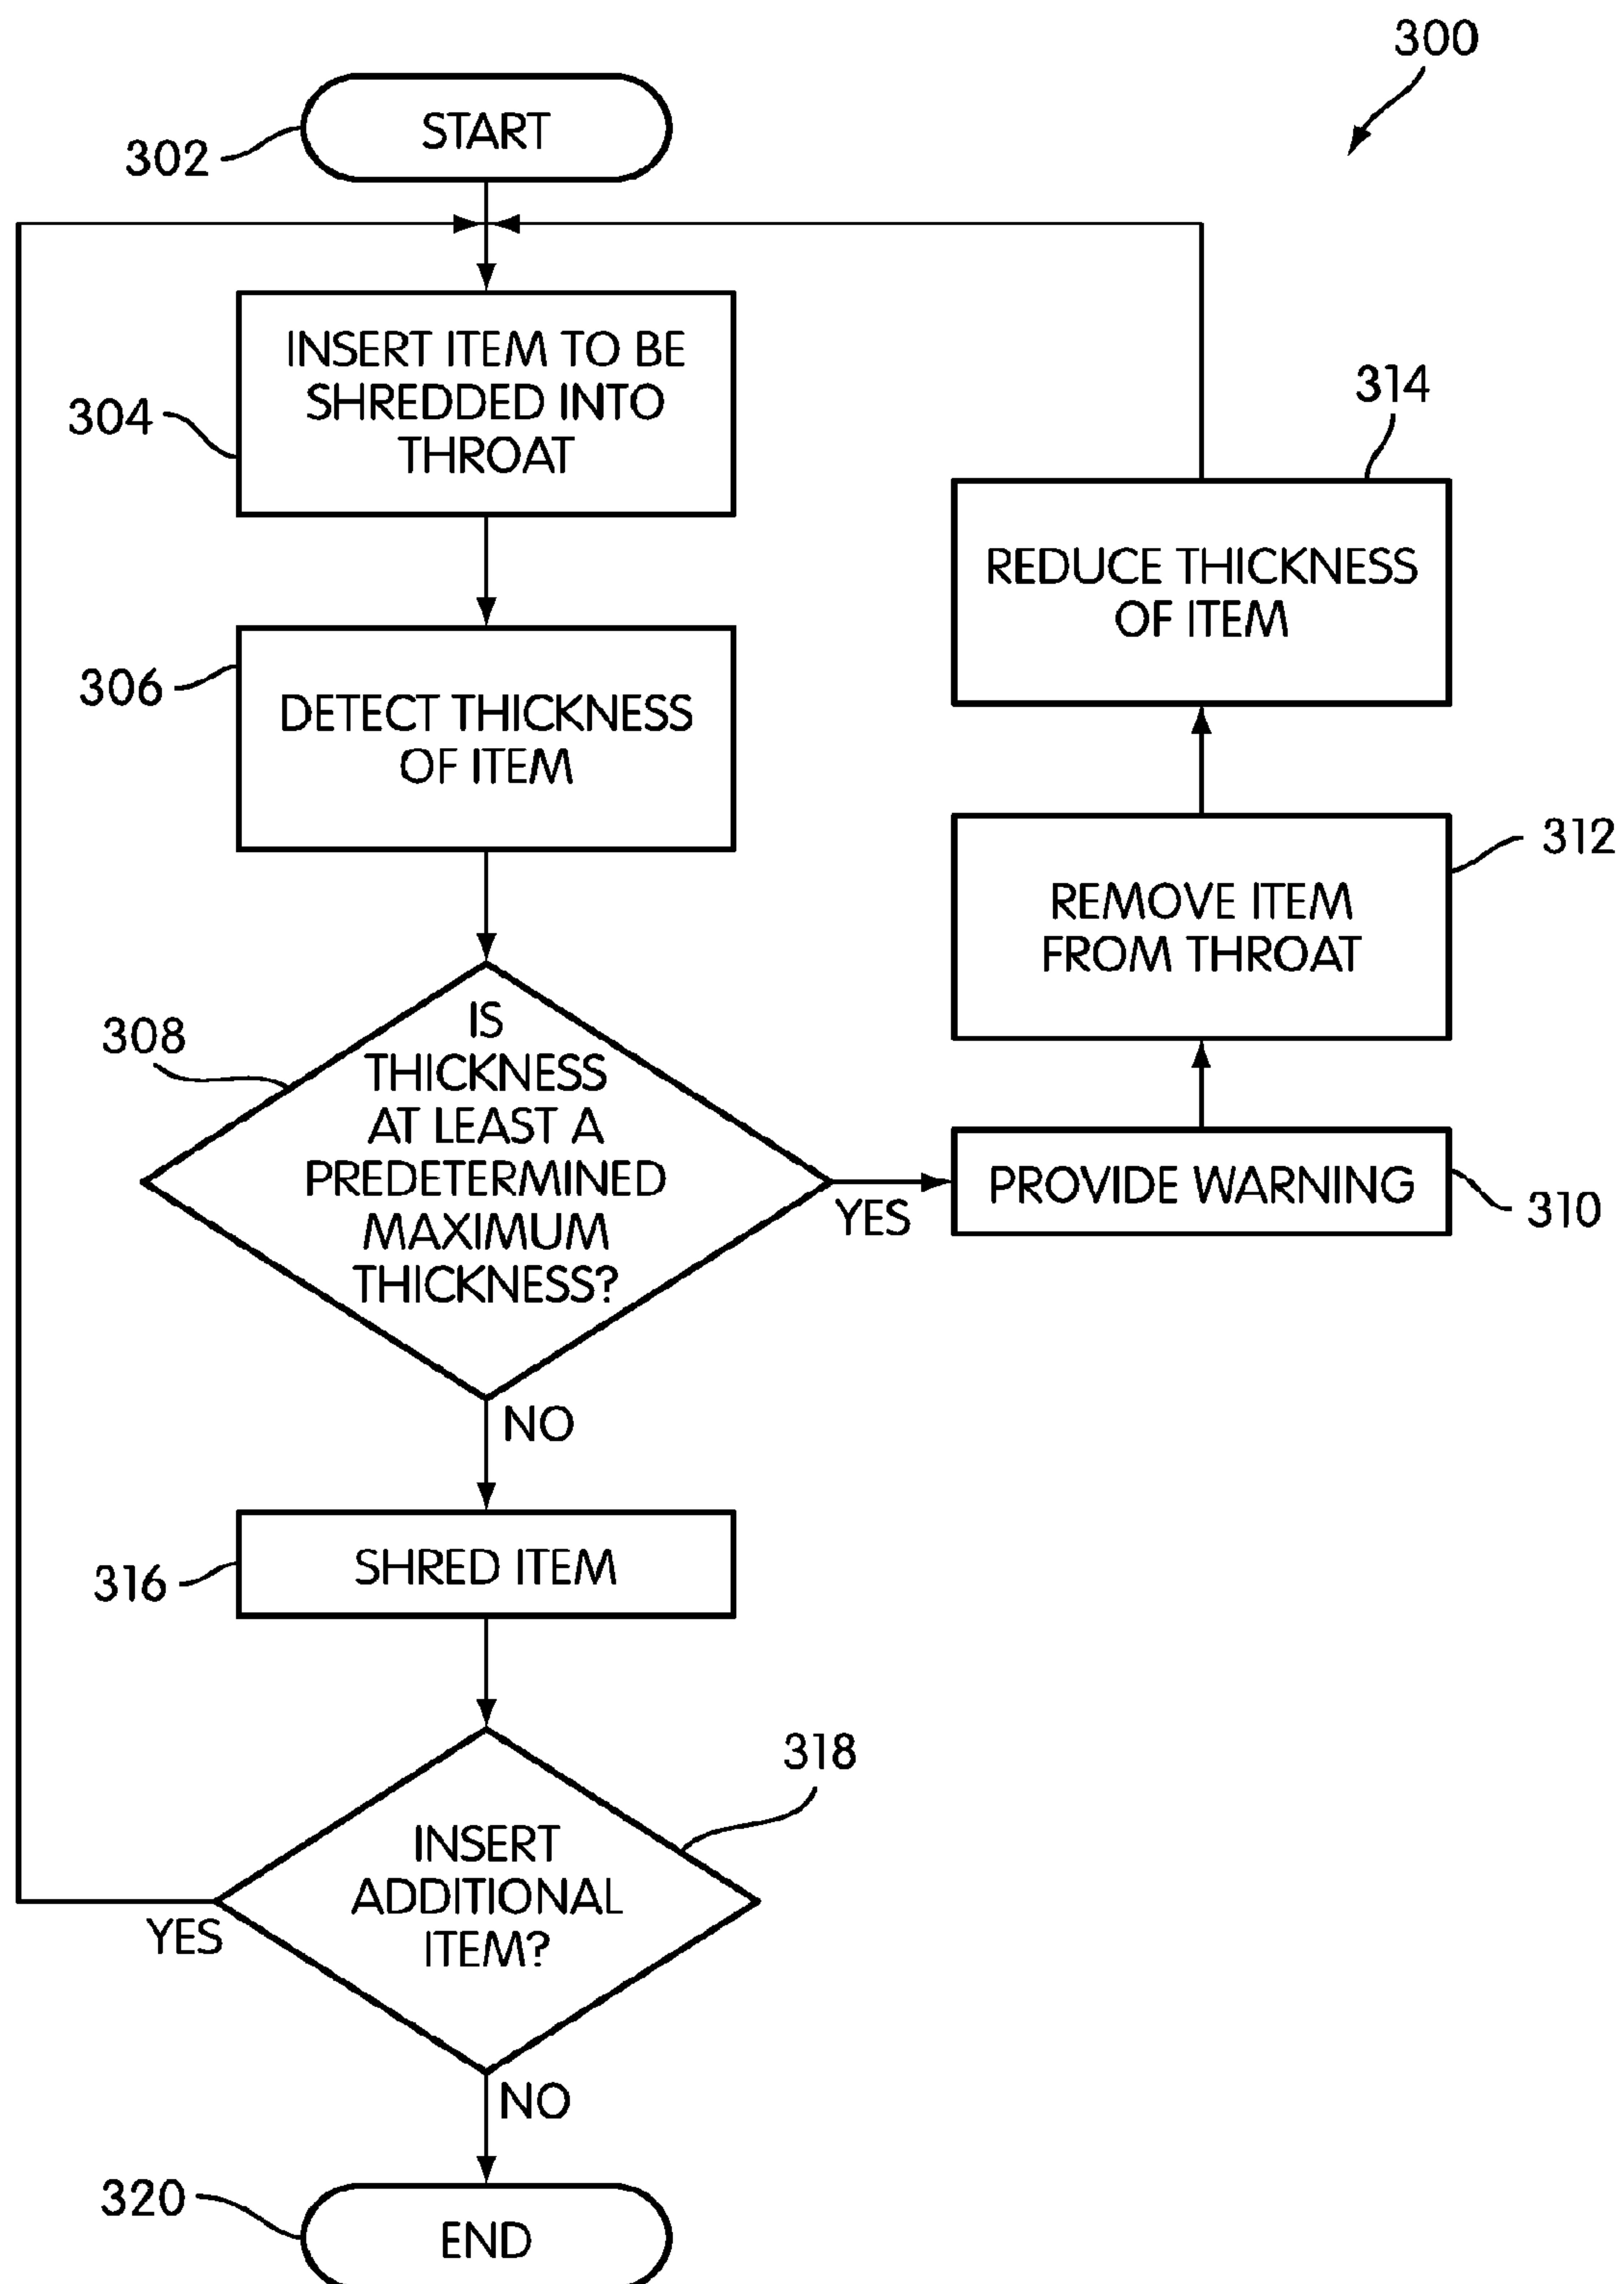 300
START
302
INSERT ITEM TO BE
SHREDDED INTO
THROAT
304
314
REDUCE THICKNESS
OF ITEM
306
DETECT THICKNESS
OF ITEM
312
REMOVE ITEM
FROM THROAT
308
IS
THICKNESS
AT LEAST A
PREDETERMINED
MAXIMUM
THICKNESS?
YES
PROVIDE WARNING
310
NO
SHRED ITEM
316
318
INSERT
ADDITIONAL
ITEM?
YES
NO
320
END